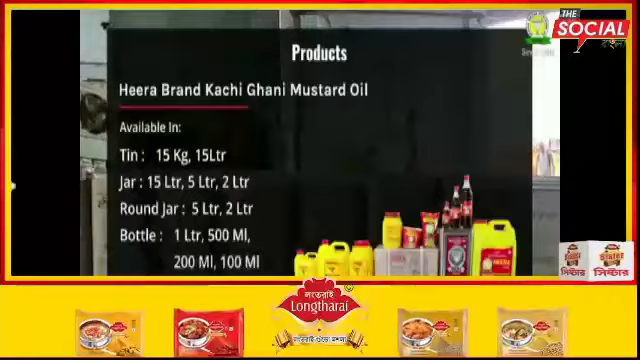 THE
SOCIAL
বাংলা
Products
Heera Brand Kachi Ghani Mustard Oil
Available In:
Tin : 15 Kg, 15Ltr
Jar : 15 Ltr, 5 Ltr, 2 Ltr
Round Jar : 5 Ltr, 2 Ltr
Bottle : 1 Ltr, 500 Ml,
200 Ml, 100 Ml
HEERA
সিস্টার
সিস্টার
লংতরাই
Longtharai